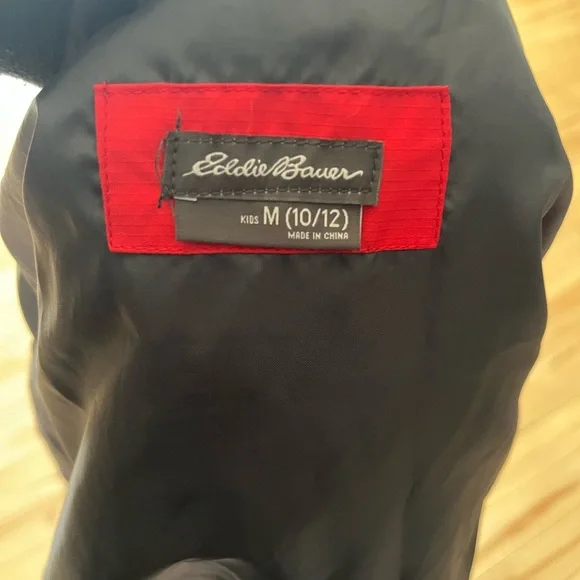 Eddie Bauer
KIDS M (10/12)
MADE IN CHINA